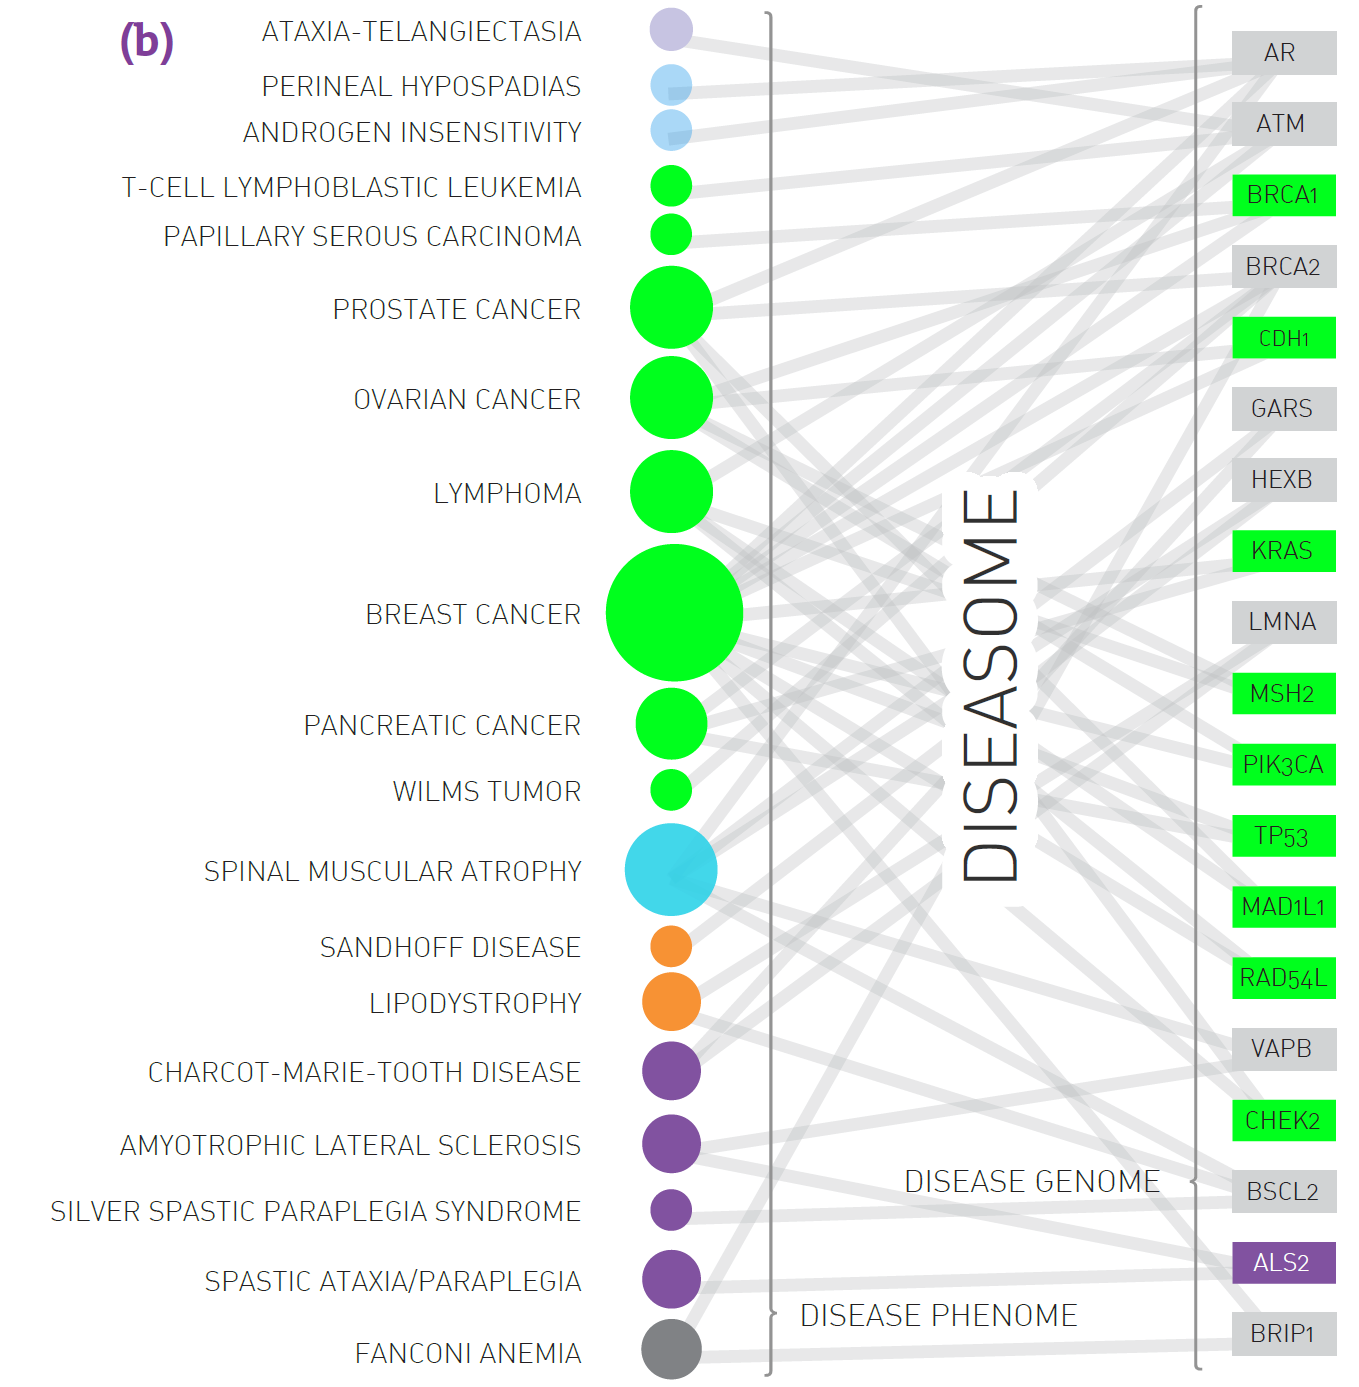 (b)
ATAXIA-TELANGIECTASIA
PERINEAL HYPOSPADIAS
ANDROGEN INSENSITIVITY
T-CELL LYMPHOBLASTIC LEUKEMIA
PAPILLARY SEROUS CARCINOMA
PROSTATE CANCER
OVARIAN CANCER
LYMPHOMA
BREAST CANCER
PANCREATIC CANCER
WILMS TUMOR
SPINAL MUSCULAR ATROPHY
SANDHOFF DISEASE
LIPODYSTROPHY
CHARCOT-MARIE-TOOTH DISEASE
AMYOTROPHIC LATERAL SCLEROSIS
SILVER SPASTIC PARAPLEGIA SYNDROME
SPASTIC ATAXIA/PARAPLEGIA
FANCONI ANEMIA
DISEASE PHENOME
DISEASOME
DISEASE GENOME
AR
ATM
BRCA1
BRCA2
CDH1
GARS
HEXB
KRAS
LMNA
MSH2
PIK3CA
TP53
MAD1L1
RAD54L
VAPB
CHEK2
BSCL2
ALS2
BRIP1